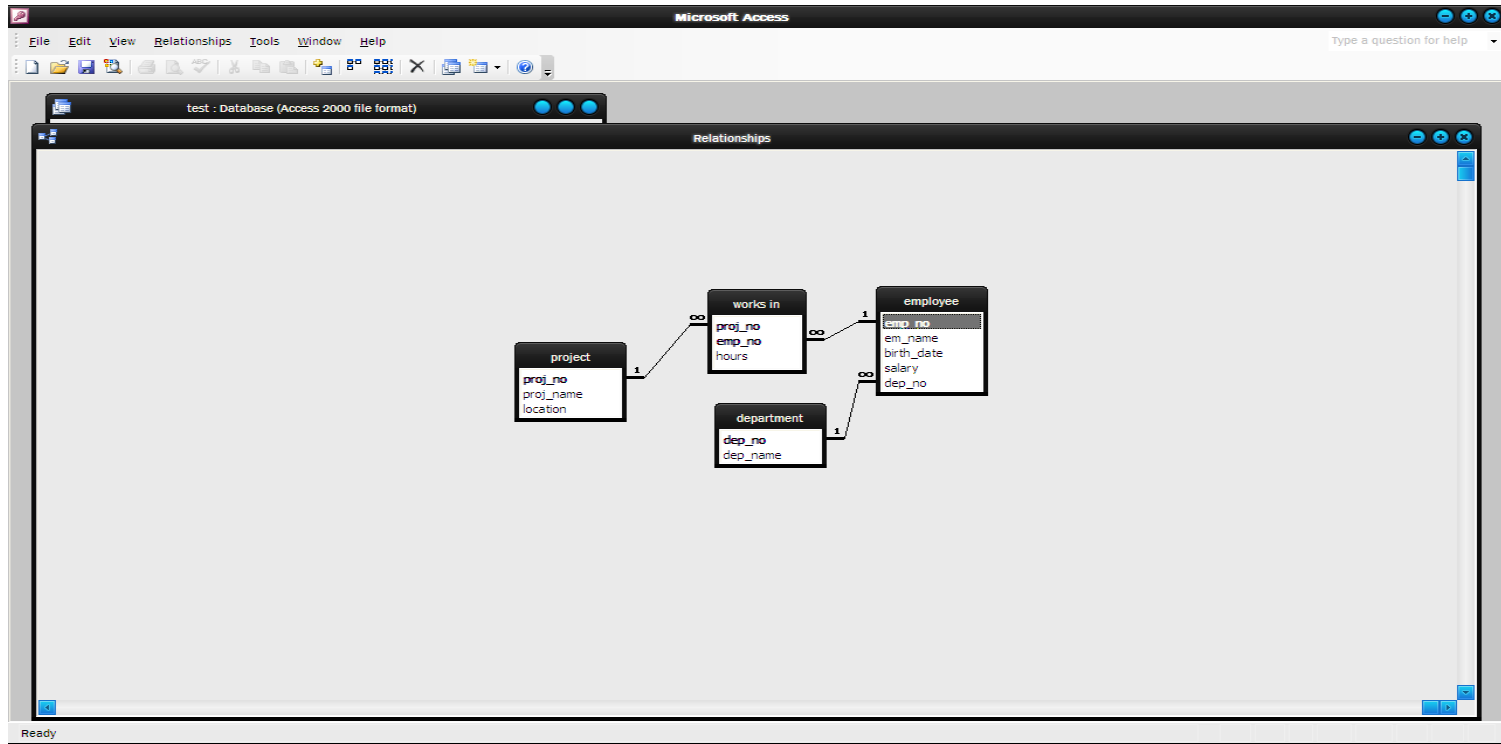 Microsoft Access
File Edit View Relationships Tools Window Help
Type a question for help
test : Database (Access 2000 file format)
Relationships
works in
proj_no
emp_no
hours
employee
emp_no
em_name
birth_date
salary
dep_no
project
proj_no
proj_name
location
department
dep_no
dep_name
∞
1
∞
1
∞
1
Ready